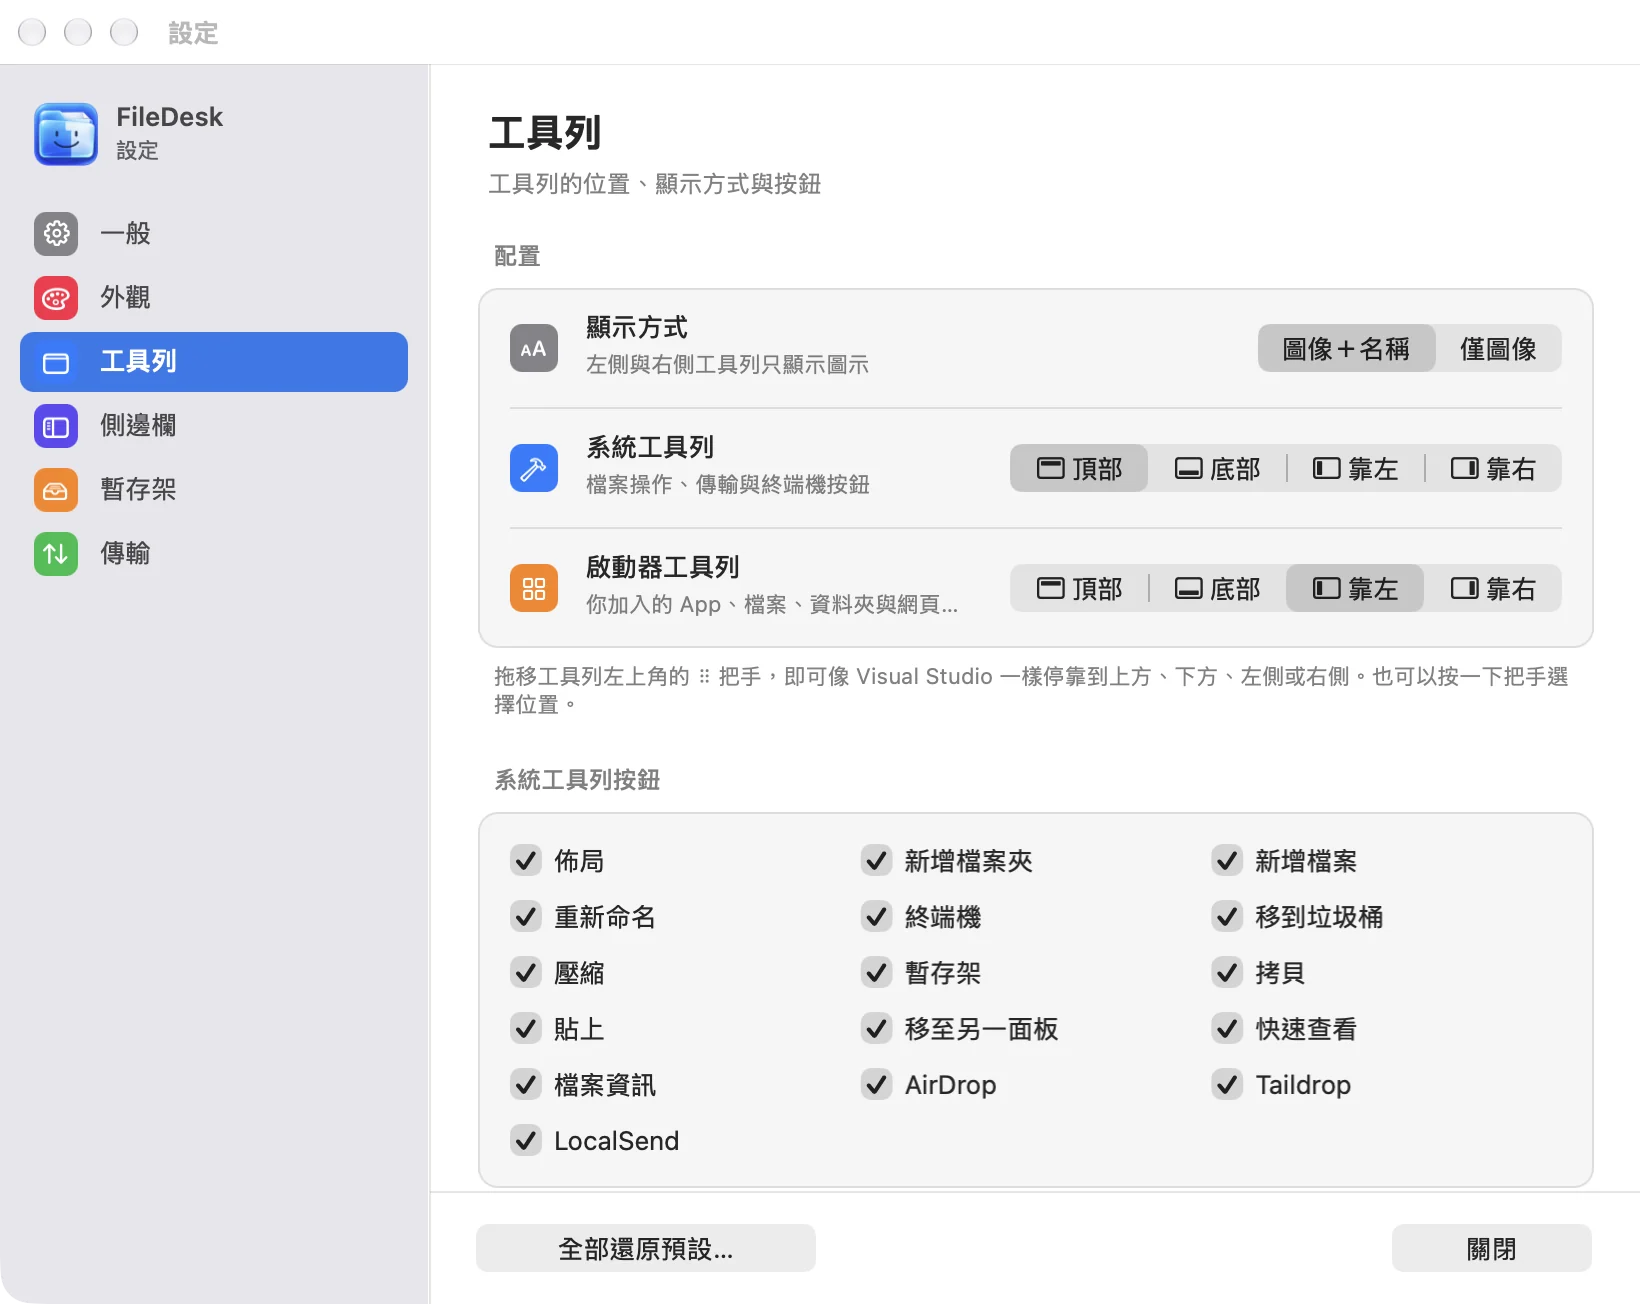 設定
FileDesk
設定
一般
外觀
工具列
側邊欄
暫存架
傳輸
工具列
工具列的位置、顯示方式與按鈕
配置
顯示方式
左側與右側工具列只顯示圖示
圖像＋名稱
僅圖像
系統工具列
檔案操作、傳輸與終端機按鈕
頂部
底部
靠左
靠右
啟動器工具列
你加入的 App、檔案、資料夾與網頁...
頂部
底部
靠左
靠右
拖移工具列左上角的 ⠿ 把手，即可像 Visual Studio 一樣停靠到上方、下方、左側或右側。也可以按一下把手選
擇位置。
系統工具列按鈕
佈局
新增檔案夾
新增檔案
重新命名
終端機
移到垃圾桶
壓縮
暫存架
拷貝
貼上
移至另一面板
快速查看
檔案資訊
AirDrop
Taildrop
LocalSend
全部還原預設...
關閉